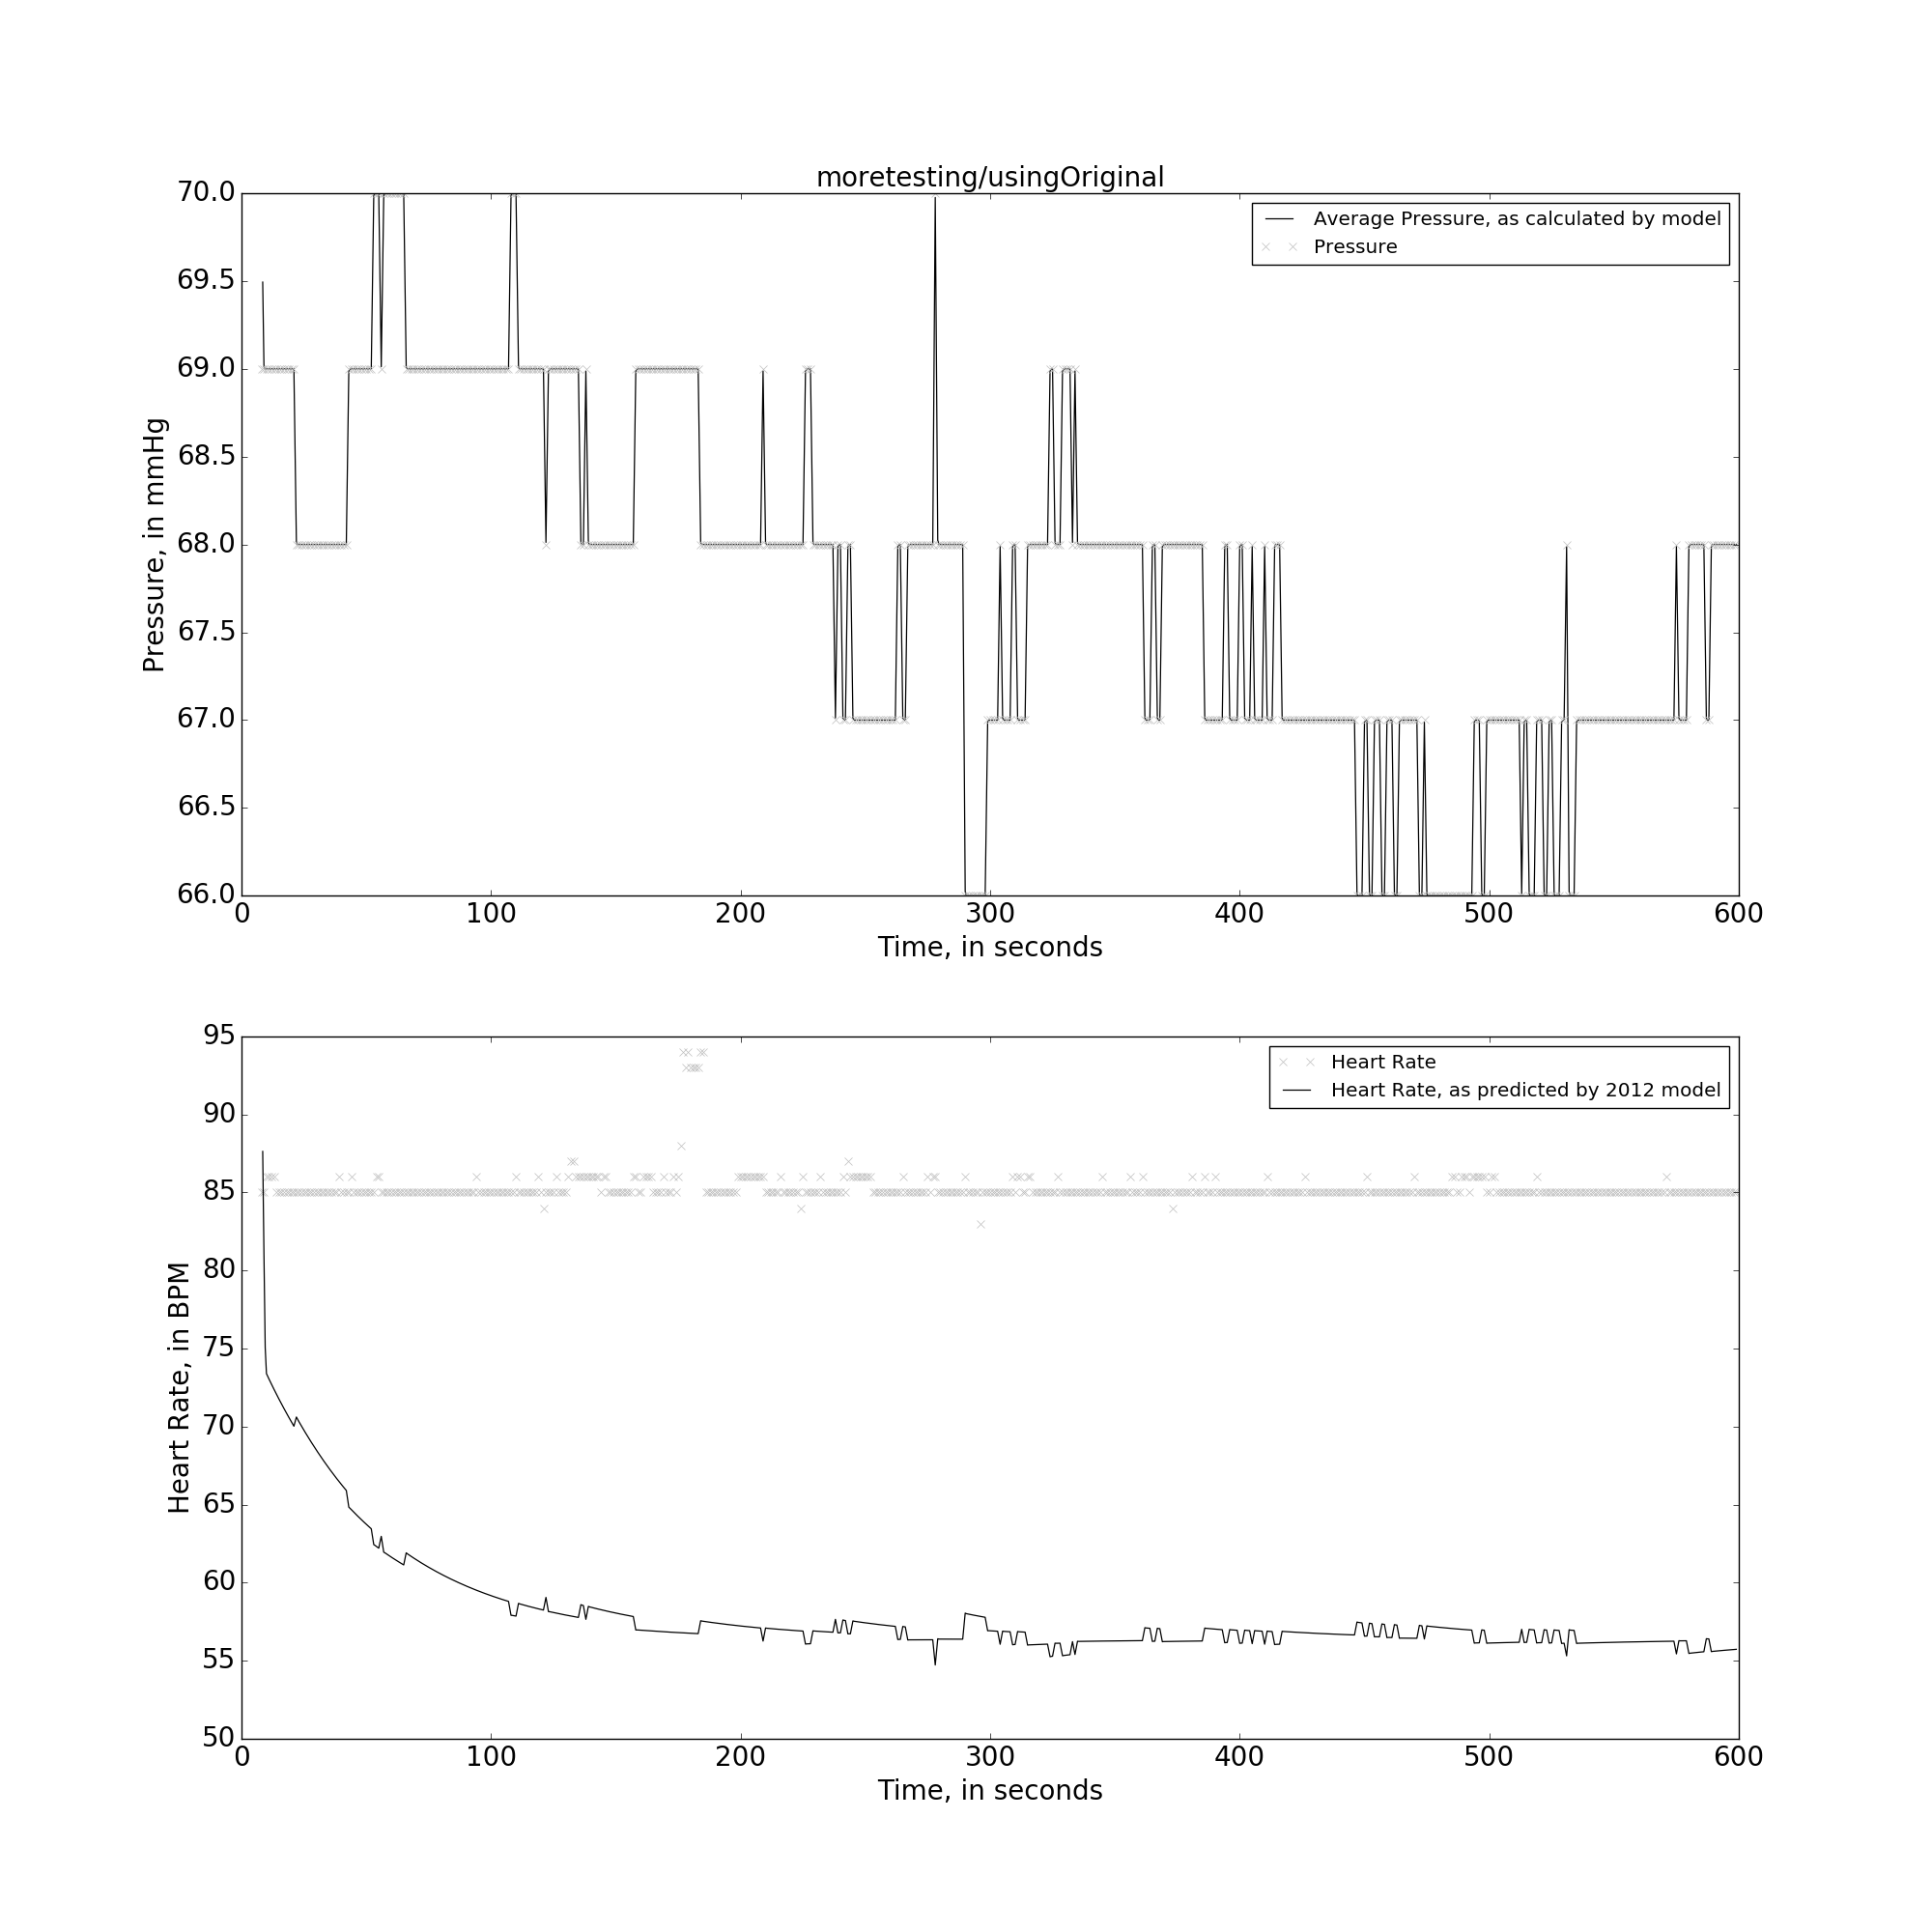 moretesting/usingOriginal
70.0
69.5
69.0
68.5
68.0
67.5
67.0
66.5
66.0
Pressure, in mmHg
Average Pressure, as calculated by model
Pressure
0 100 200 300 400 500 600
Time, in seconds
95
90
85
80
75
70
65
60
55
50
Heart Rate, in BPM
Heart Rate
Heart Rate, as predicted by 2012 model
0 100 200 300 400 500 600
Time, in seconds